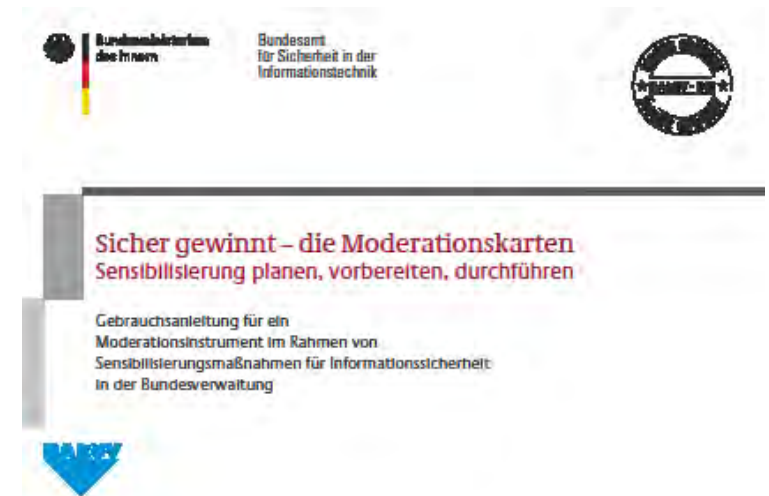 Bundesministerium
des Innern
Bundesamt
für Sicherheit in der
Informationstechnik
Sicher gewinnt – die Moderationskarten
Sensibilisierung planen, vorbereiten, durchführen
Gebrauchsanleitung für ein
Moderationsinstrument im Rahmen von
Sensibilisierungsmaßnahmen für Informationssicherheit
in der Bundesverwaltung